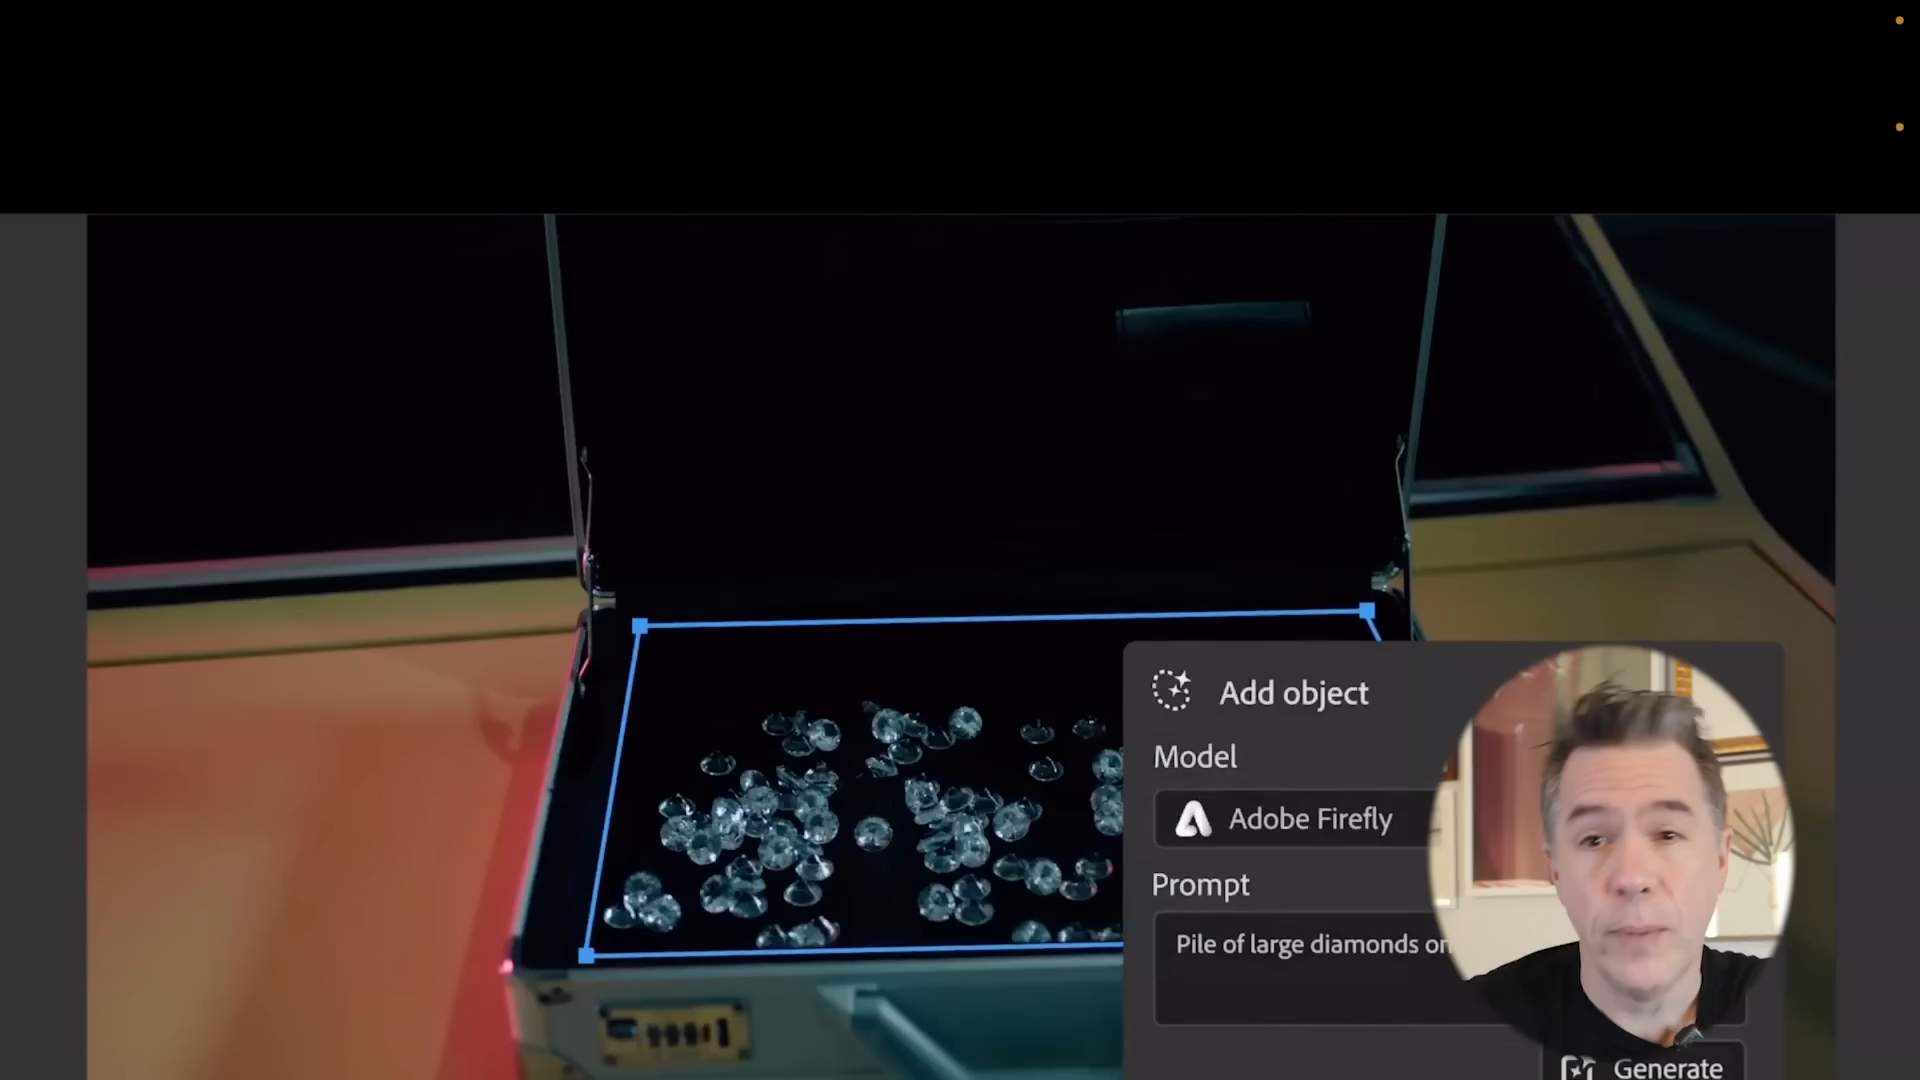 Add object
Model
Adobe Firefly
Prompt
Pile of large diamonds on
Generate